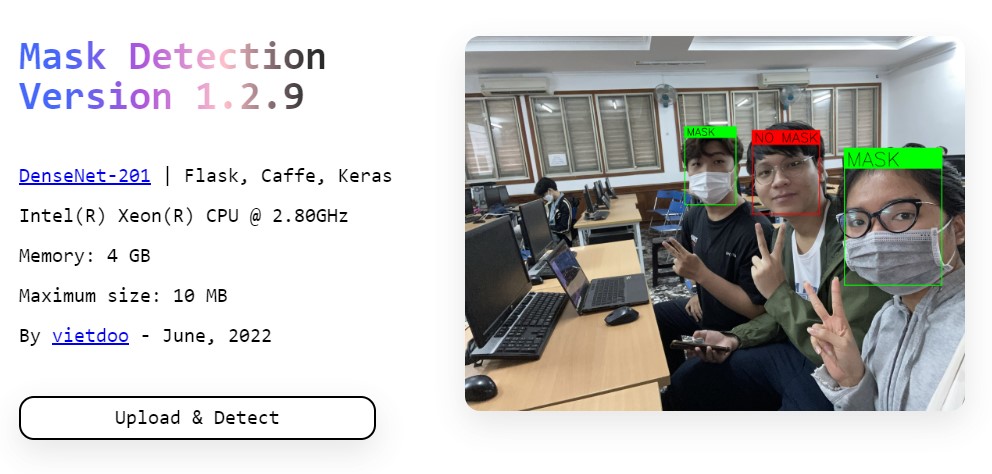 Mask Detection
Version 1.2.9
DenseNet-201 | Flask, Caffe, Keras
Intel(R) Xeon(R) CPU @ 2.80GHz
Memory: 4 GB
Maximum size: 10 MB
By vietdoo - June, 2022
Upload & Detect
MASK
NO MASK
MASK